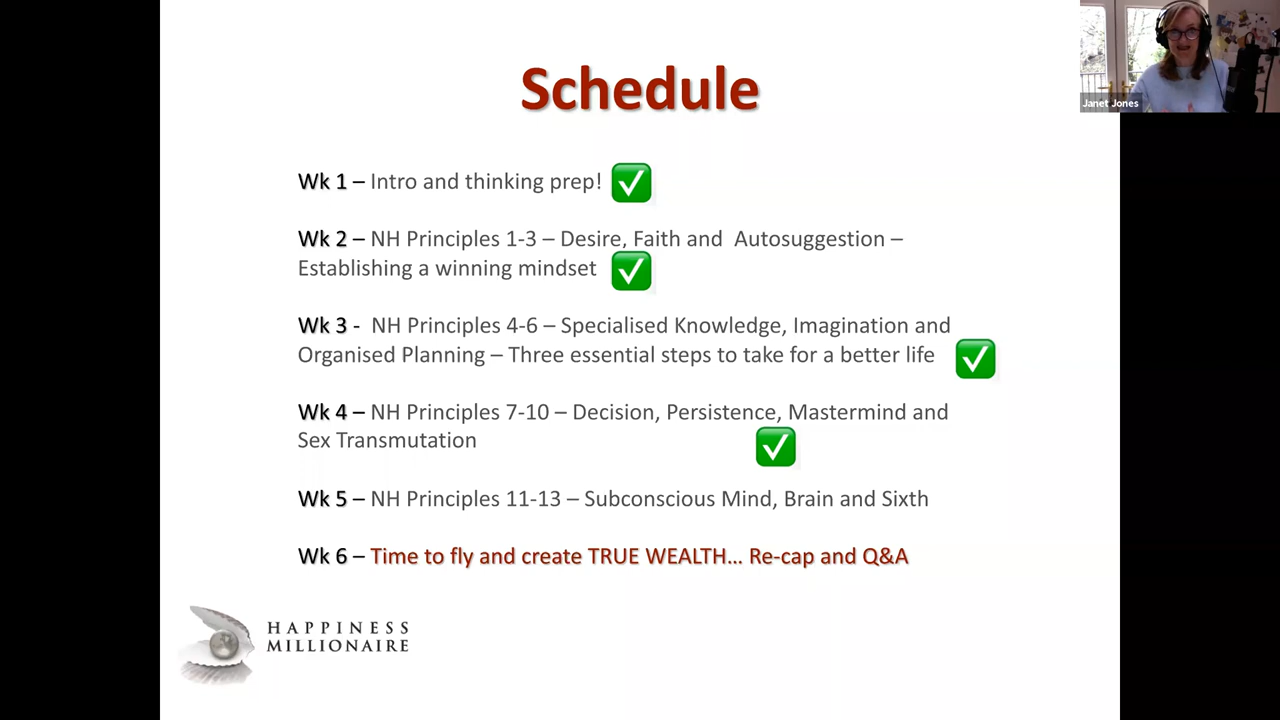 Schedule
Janet Jones
Wk 1 – Intro and thinking prep!
Wk 2 – NH Principles 1-3 – Desire, Faith and Autosuggestion –
Establishing a winning mindset
Wk 3 - NH Principles 4-6 – Specialised Knowledge, Imagination and
Organised Planning – Three essential steps to take for a better life
Wk 4 – NH Principles 7-10 – Decision, Persistence, Mastermind and
Sex Transmutation
Wk 5 – NH Principles 11-13 – Subconscious Mind, Brain and Sixth
Wk 6 – Time to fly and create TRUE WEALTH... Re-cap and Q&A
HAPPINESS
MILLIONAIRE